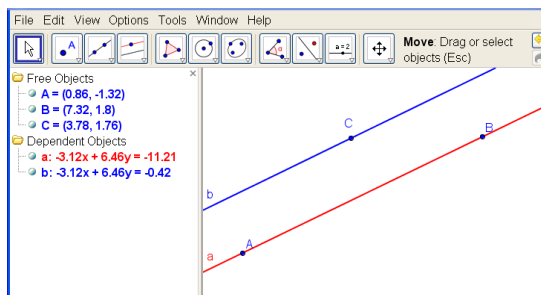 File Edit View Options Tools Window Help
A
α
a = 2
Move: Drag or select
objects (Esc)
Free Objects
A = (0.86, -1.32)
B = (7.32, 1.8)
C = (3.78, 1.76)
Dependent Objects
a: -3.12x + 6.46y = -11.21
b: -3.12x + 6.46y = -0.42
C
B
b
A
a